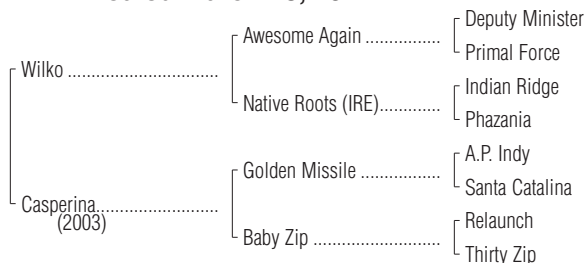 Deputy Minister
Awesome Again ..................
Primal Force
Wilko ...............................
Indian Ridge
Native Roots (IRE).............
Phazania
A.P. Indy
Golden Missile ..................
Santa Catalina
Casperina.........................
(2003)
Relaunch
Baby Zip ...........................
Thirty Zip